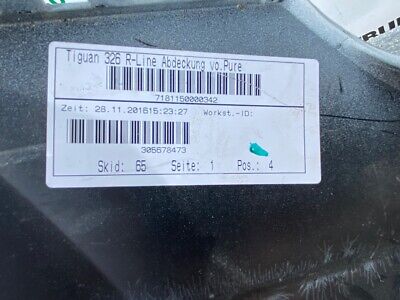 Tiguan 326 R-Line Abdeckung vo.Pure
7181150000342
Zeit: 28.11.201615:23:27 Workst.-ID:
305678473
Skid: 65 Seite: 1 Pos.: 4